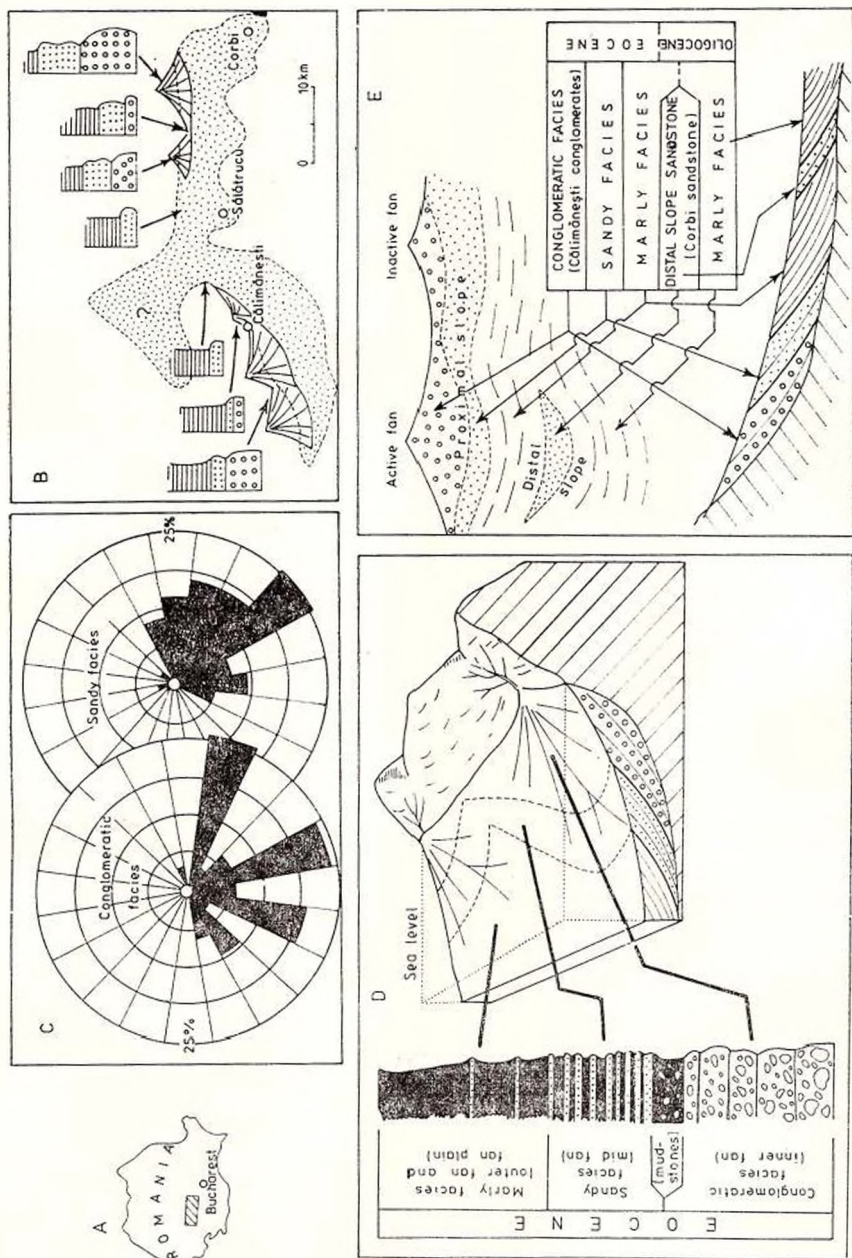 A
ROMANIA
Bucharest
B
Corbi
Sălătrucu
Călimănești
?
0
10 km
C
Conglomeratic
facies
25%
Sandy facies
25%
D
Sea level
EOCENE
Marly facies
(outer fan and
fan plain)
Sandy
facies
(mid fan)
(mud-
stones)
Conglomeratic
facies
(inner fan)
E
Active fan
Inactive fan
Proximal slope
Distal
slope
EOCENE
OLIGOCENE
CONGLOMERATIC FACIES
(Călimănești conglomerates)
SANDY FACIES
MARLY FACIES
DISTAL SLOPE SANDSTONE
(Corbi sandstone)
MARLY FACIES